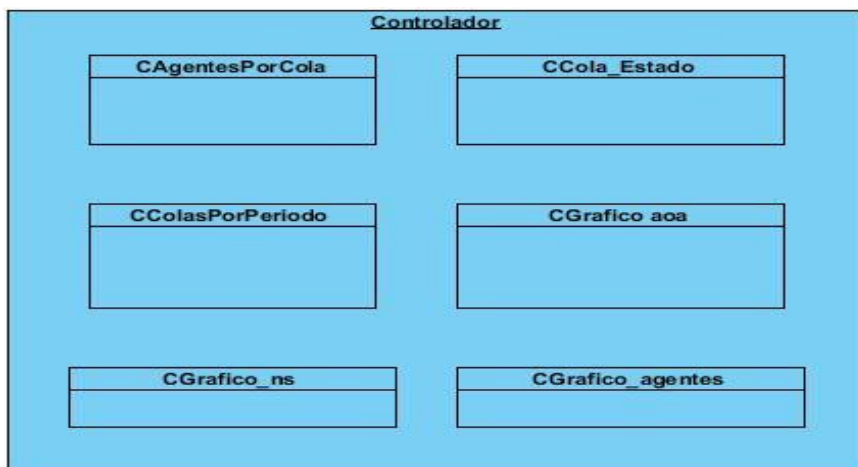 Controlador
CAgentesPorCola
CCola_Estado
CColasPorPeriodo
CGrafico aoa
CGrafico_ns
CGrafico_agentes